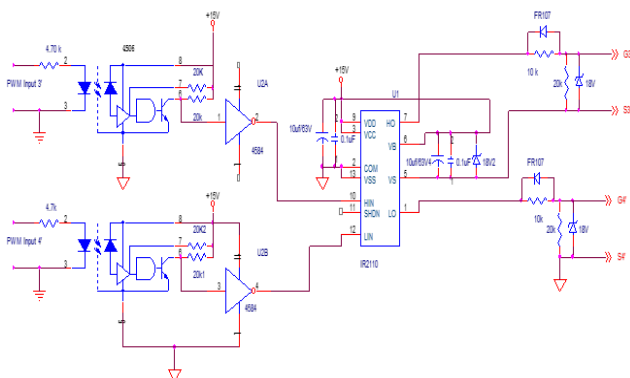 FR107
+15V
4,70 k
4506
8
G3
2
20K
U2A
+15V
U1
10 k
20k
18V
PWM Input 3'
7
6
3
20k
1
2
10uf/63V
0.1uF
9
3
VDD
VCC
HO
7
VB
6
S3
4584
2
13
COM
VSS
VS
5
10uf/63V4
0.1uF
18V2
FR107
+15V
10
11
12
HIN
SHDN
LIN
LO
1
G4'
4.7k
2
8
10k
20k
18V
PWM Input 4'
7
6
20K2
U2B
IR2110
S4'
3
20k1
3
4
4584